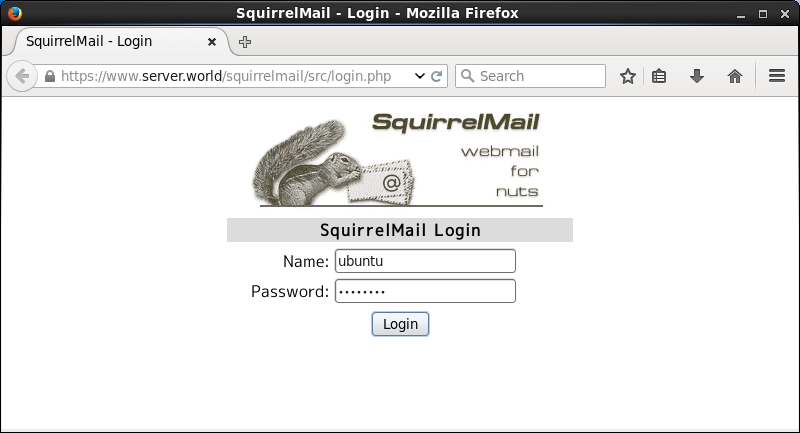 SquirrelMail - Login - Mozilla Firefox
SquirrelMail - Login
https://www.server.world/squirrelmail/src/login.php
Search
SquirrelMail
webmail
for
nuts
@
SquirrelMail Login
Name: ubuntu
Password: ••••••••
Login